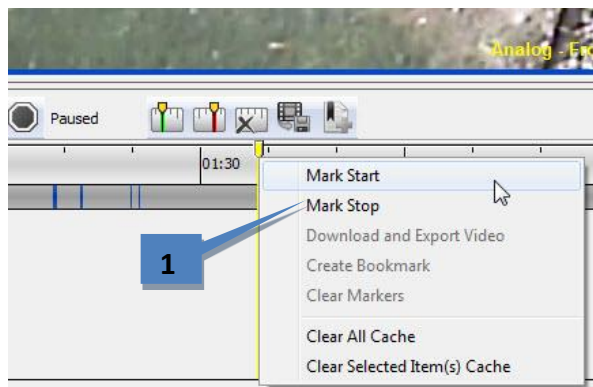 Analog - Fro
Paused
01:30
Mark Start
Mark Stop
1
Download and Export Video
Create Bookmark
Clear Markers
Clear All Cache
Clear Selected Item(s) Cache